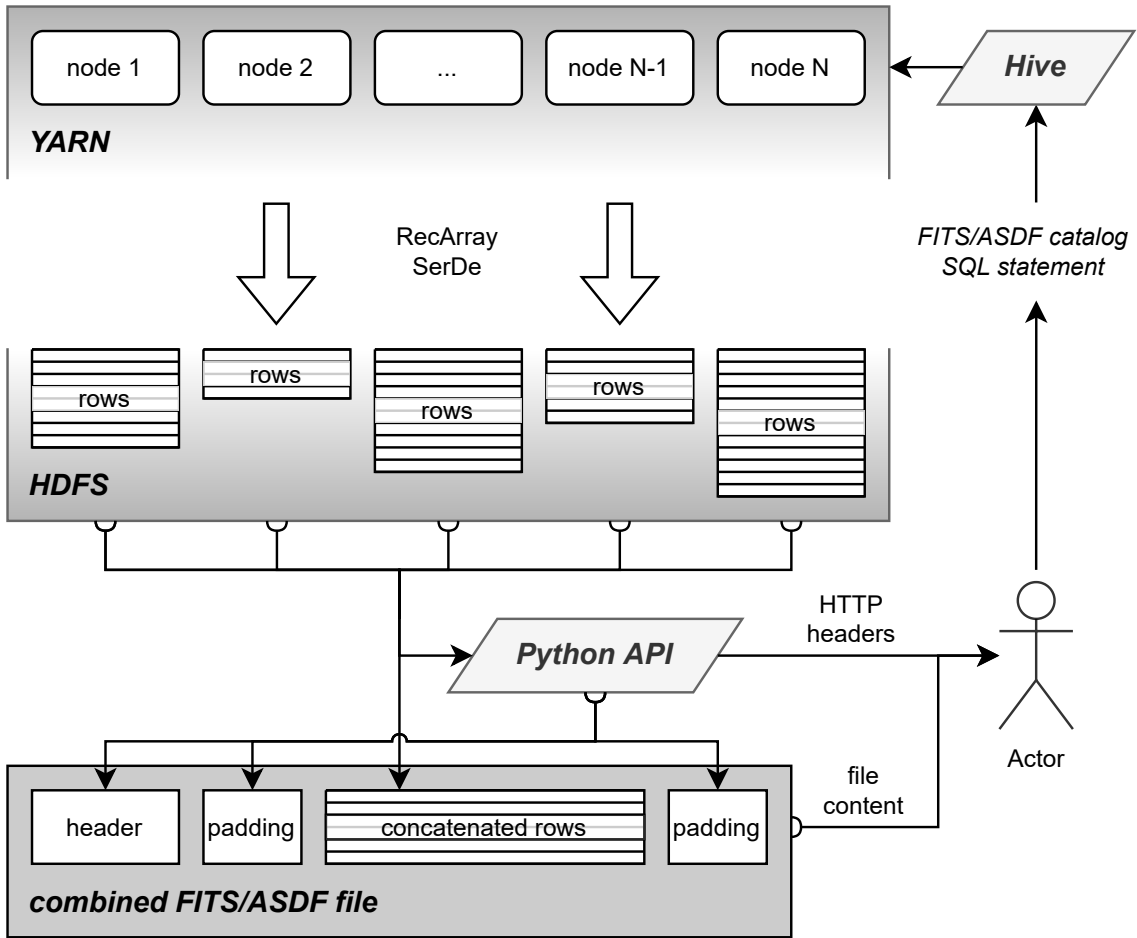 node 1
node 2
...
node N-1
node N
Hive
YARN
RecArray
SerDe
FITS/ASDF catalog
SQL statement
rows
rows
rows
rows
rows
HDFS
HTTP
headers
Python API
Actor
file
content
header
padding
concatenated rows
padding
combined FITS/ASDF file